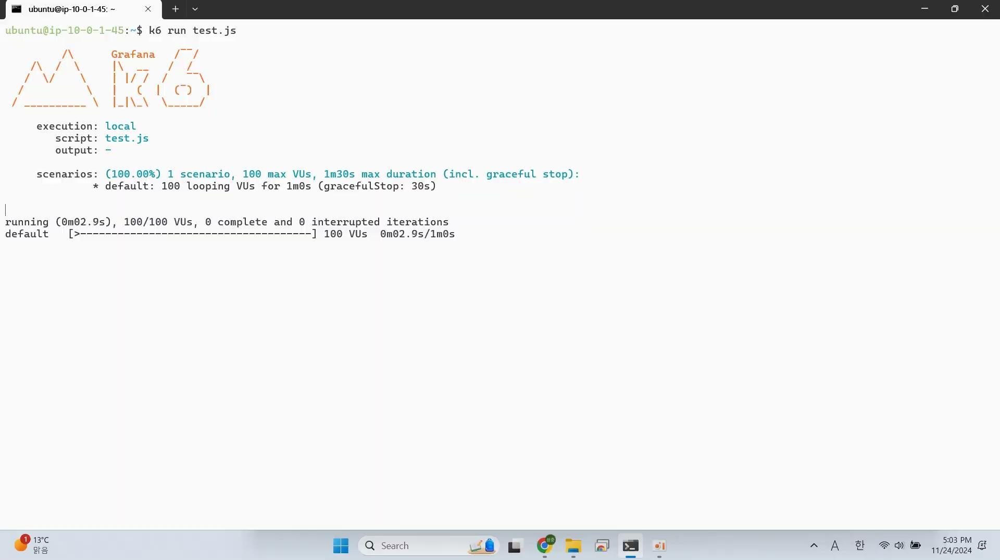 ubuntu@ip-10-0-1-45: ~
ubuntu@ip-10-0-1-45:~$ k6 run test.js
         /\      Grafana   /‾‾/
    /\  /  \     |\  __   /  /
   /  \/    \    | |/ /  /   ‾‾\
  /          \   |   (  |  (‾)  |
 / __________ \  |_|\_\  \_____/
execution: local
script: test.js
output: -
scenarios: (100.00%) 1 scenario, 100 max VUs, 1m30s max duration (incl. graceful stop):
* default: 100 looping VUs for 1m0s (gracefulStop: 30s)
running (0m02.9s), 100/100 VUs, 0 complete and 0 interrupted iterations
default   [>-------------------------------------] 100 VUs  0m02.9s/1m0s
1
13°C
맑음
Search
A
한
5:03 PM
11/24/2024